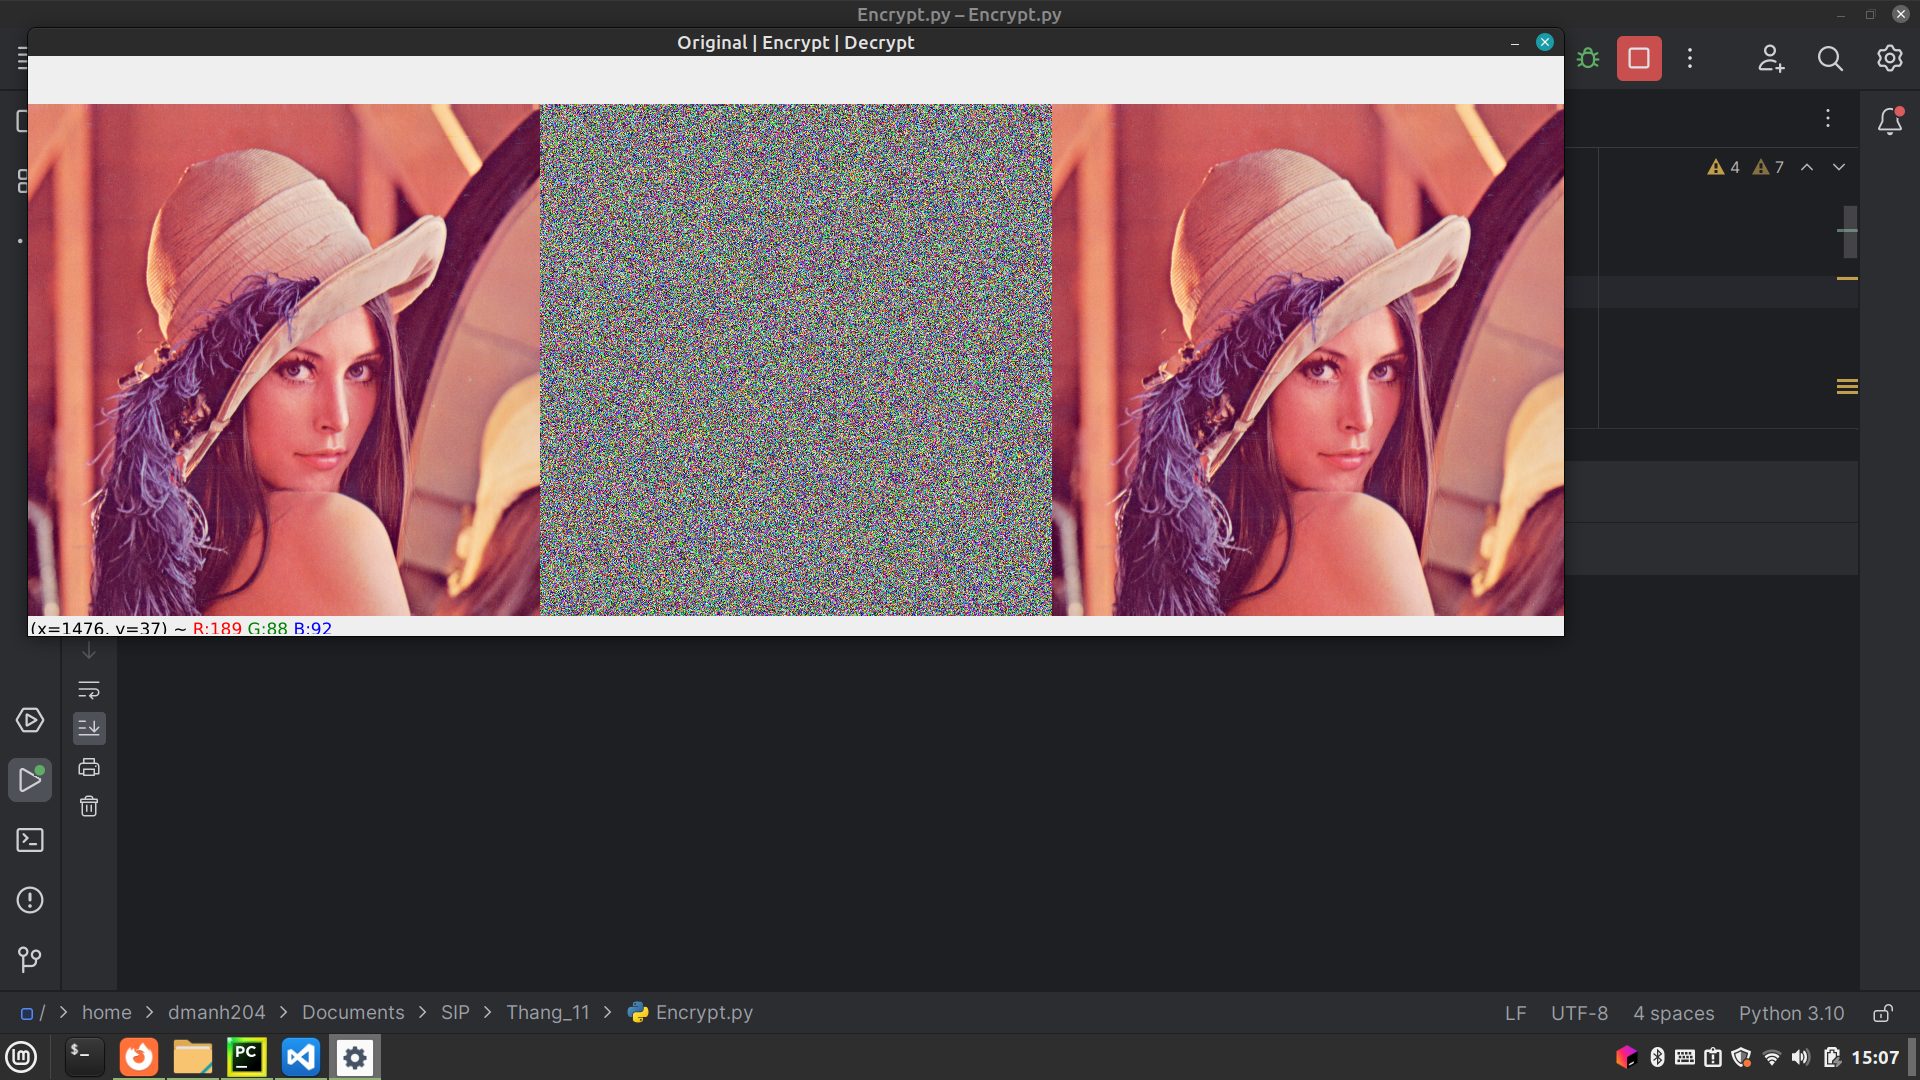 Encrypt.py – Encrypt.py
Original | Encrypt | Decrypt
4 7
(x=1476, y=37) ~ R:189 G:88 B:92
/ > home > dmanh204 > Documents > SIP > Thang_11 > Encrypt.py
LF UTF-8 4 spaces Python 3.10
$_ PC
15:07